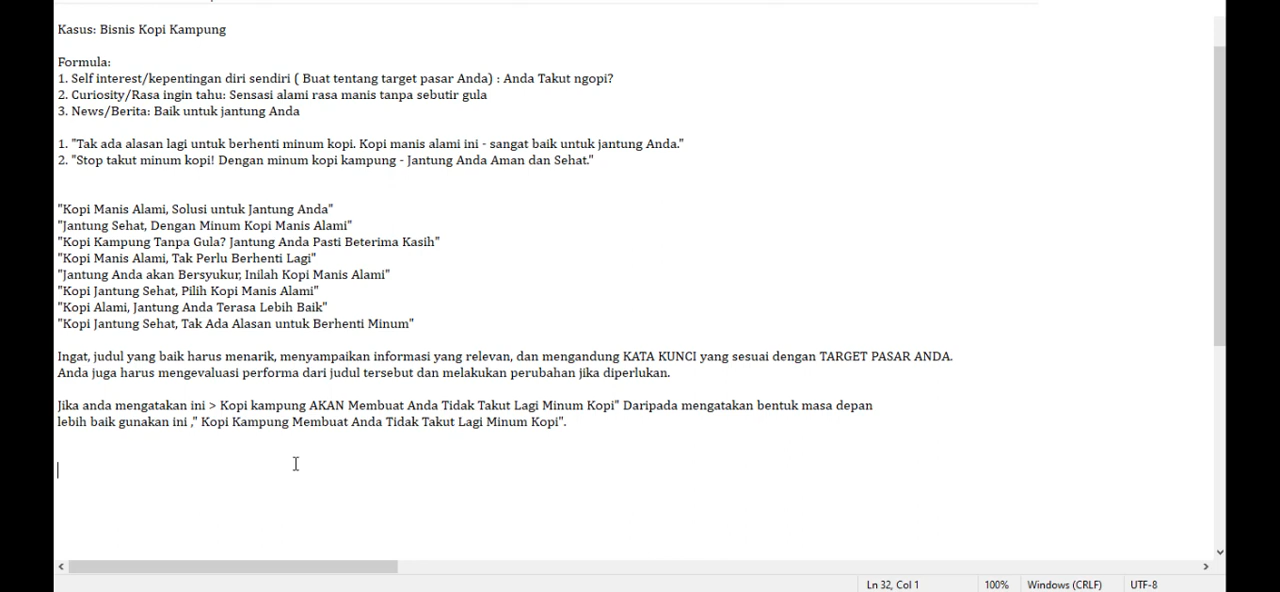 Kasus: Bisnis Kopi Kampung
Formula:
1. Self interest/kepentingan diri sendiri ( Buat tentang target pasar Anda) : Anda Takut ngopi?
2. Curiosity/Rasa ingin tahu: Sensasi alami rasa manis tanpa sebutir gula
3. News/Berita: Baik untuk jantung Anda
1. "Tak ada alasan lagi untuk berhenti minum kopi. Kopi manis alami ini - sangat baik untuk jantung Anda."
2. "Stop takut minum kopi! Dengan minum kopi kampung - Jantung Anda Aman dan Sehat."
"Kopi Manis Alami, Solusi untuk Jantung Anda"
"Jantung Sehat, Dengan Minum Kopi Manis Alami"
"Kopi Kampung Tanpa Gula? Jantung Anda Pasti Beterima Kasih"
"Kopi Manis Alami, Tak Perlu Berhenti Lagi"
"Jantung Anda akan Bersyukur, Inilah Kopi Manis Alami"
"Kopi Jantung Sehat, Pilih Kopi Manis Alami"
"Kopi Alami, Jantung Anda Terasa Lebih Baik"
"Kopi Jantung Sehat, Tak Ada Alasan untuk Berhenti Minum"
Ingat, judul yang baik harus menarik, menyampaikan informasi yang relevan, dan mengandung KATA KUNCI yang sesuai dengan TARGET PASAR ANDA.
Anda juga harus mengevaluasi performa dari judul tersebut dan melakukan perubahan jika diperlukan.
Jika anda mengatakan ini > Kopi kampung AKAN Membuat Anda Tidak Takut Lagi Minum Kopi" Daripada mengatakan bentuk masa depan
lebih baik gunakan ini ," Kopi Kampung Membuat Anda Tidak Takut Lagi Minum Kopi".
Ln 32, Col 1 100% Windows (CRLF) UTF-8